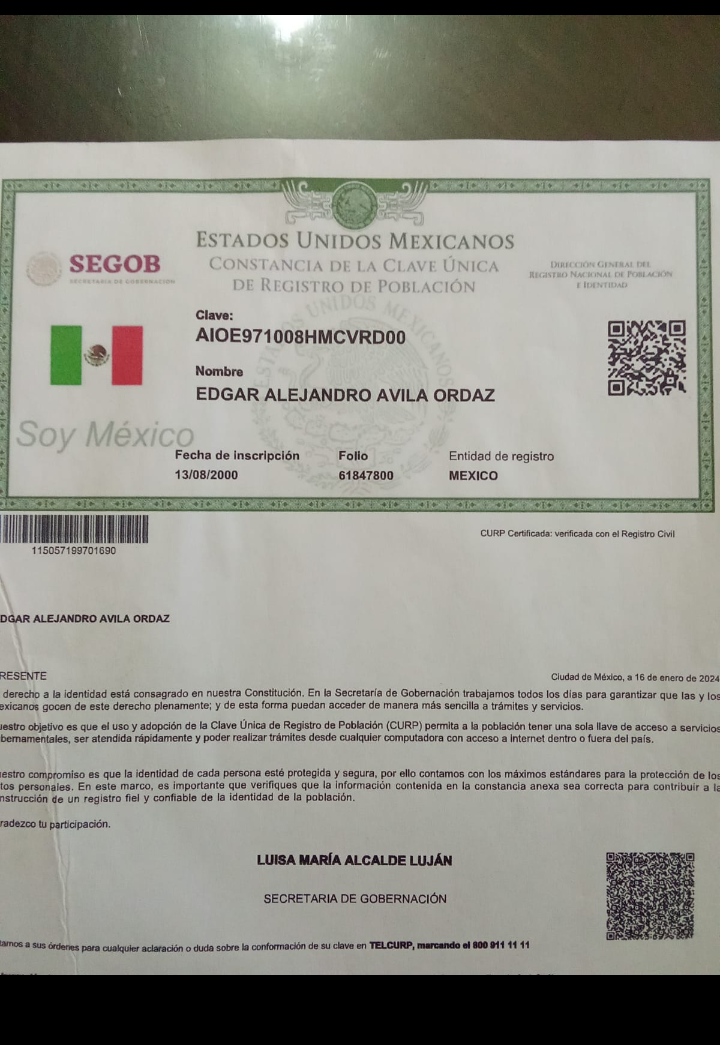 ESTADOS UNIDOS MEXICANOS
SEGOB
SECRETARÍA DE GOBERNACIÓN
CONSTANCIA DE LA CLAVE ÚNICA
DE REGISTRO DE POBLACIÓN
DIRECCIÓN GENERAL DEL
REGISTRO NACIONAL DE POBLACIÓN
E IDENTIDAD
Clave:
AIOE971008HMCVRD00
Nombre
EDGAR ALEJANDRO AVILA ORDAZ
Soy México
Fecha de inscripción Folio Entidad de registro
13/08/2000 61847800 MEXICO
115057199701690
CURP Certificada: verificada con el Registro Civil
DGAR ALEJANDRO AVILA ORDAZ
RESENTE
Ciudad de México, a 16 de enero de 2024
derecho a la identidad está consagrado en nuestra Constitución. En la Secretaría de Gobernación trabajamos todos los días para garantizar que las y los
exicanos gocen de este derecho plenamente; y de esta forma puedan acceder de manera más sencilla a trámites y servicios.
uestro objetivo es que el uso y adopción de la Clave Única de Registro de Población (CURP) permita a la población tener una sola llave de acceso a servicios
bernamentales, ser atendida rápidamente y poder realizar trámites desde cualquier computadora con acceso a internet dentro o fuera del país.
estro compromiso es que la identidad de cada persona esté protegida y segura, por ello contamos con los máximos estándares para la protección de los
tos personales. En este marco, es importante que verifiques que la información contenida en la constancia anexa sea correcta para contribuir a la
nstrucción de un registro fiel y confiable de la identidad de la población.
radezco tu participación.
LUISA MARÍA ALCALDE LUJÁN
SECRETARIA DE GOBERNACIÓN
tamos a sus órdenes para cualquier aclaración o duda sobre la conformación de su clave en TELCURP, marcando el 800 911 11 11